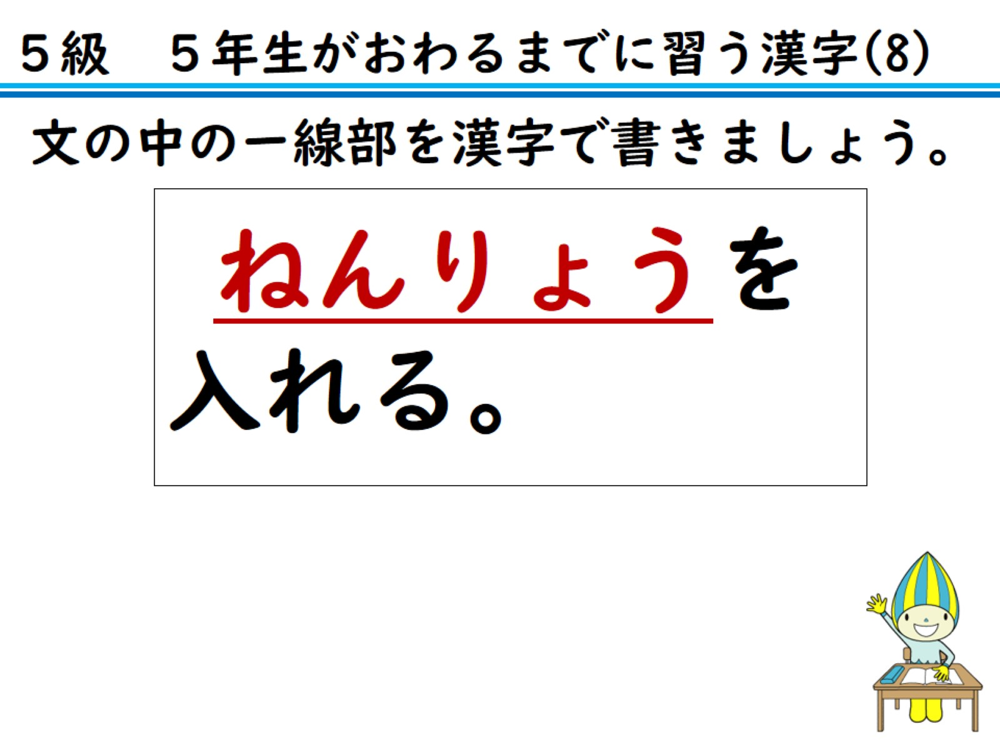 ５級　５年生がおわるまでに習う漢字(8)
文の中の一線部を漢字で書きましょう。
ねんりょうを
入れる。